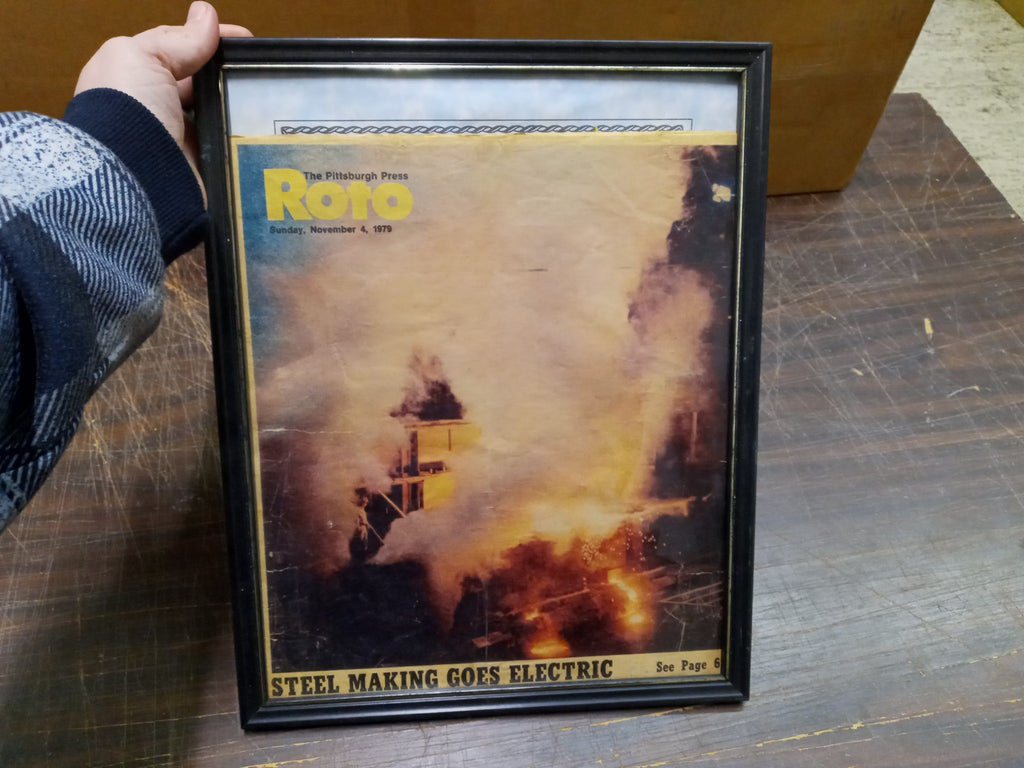 The Pittsburgh Press
Roto
Sunday, November 4, 1979
STEEL MAKING GOES ELECTRIC
See Page 6